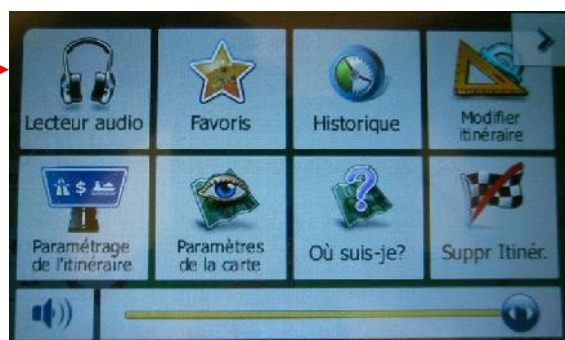 Lecteur audio
Favoris
Historique
Modifier
itinéraire
$
Paramétrage
de l'itinéraire
Paramètres
de la carte
Où suis-je?
Suppr Itinér.